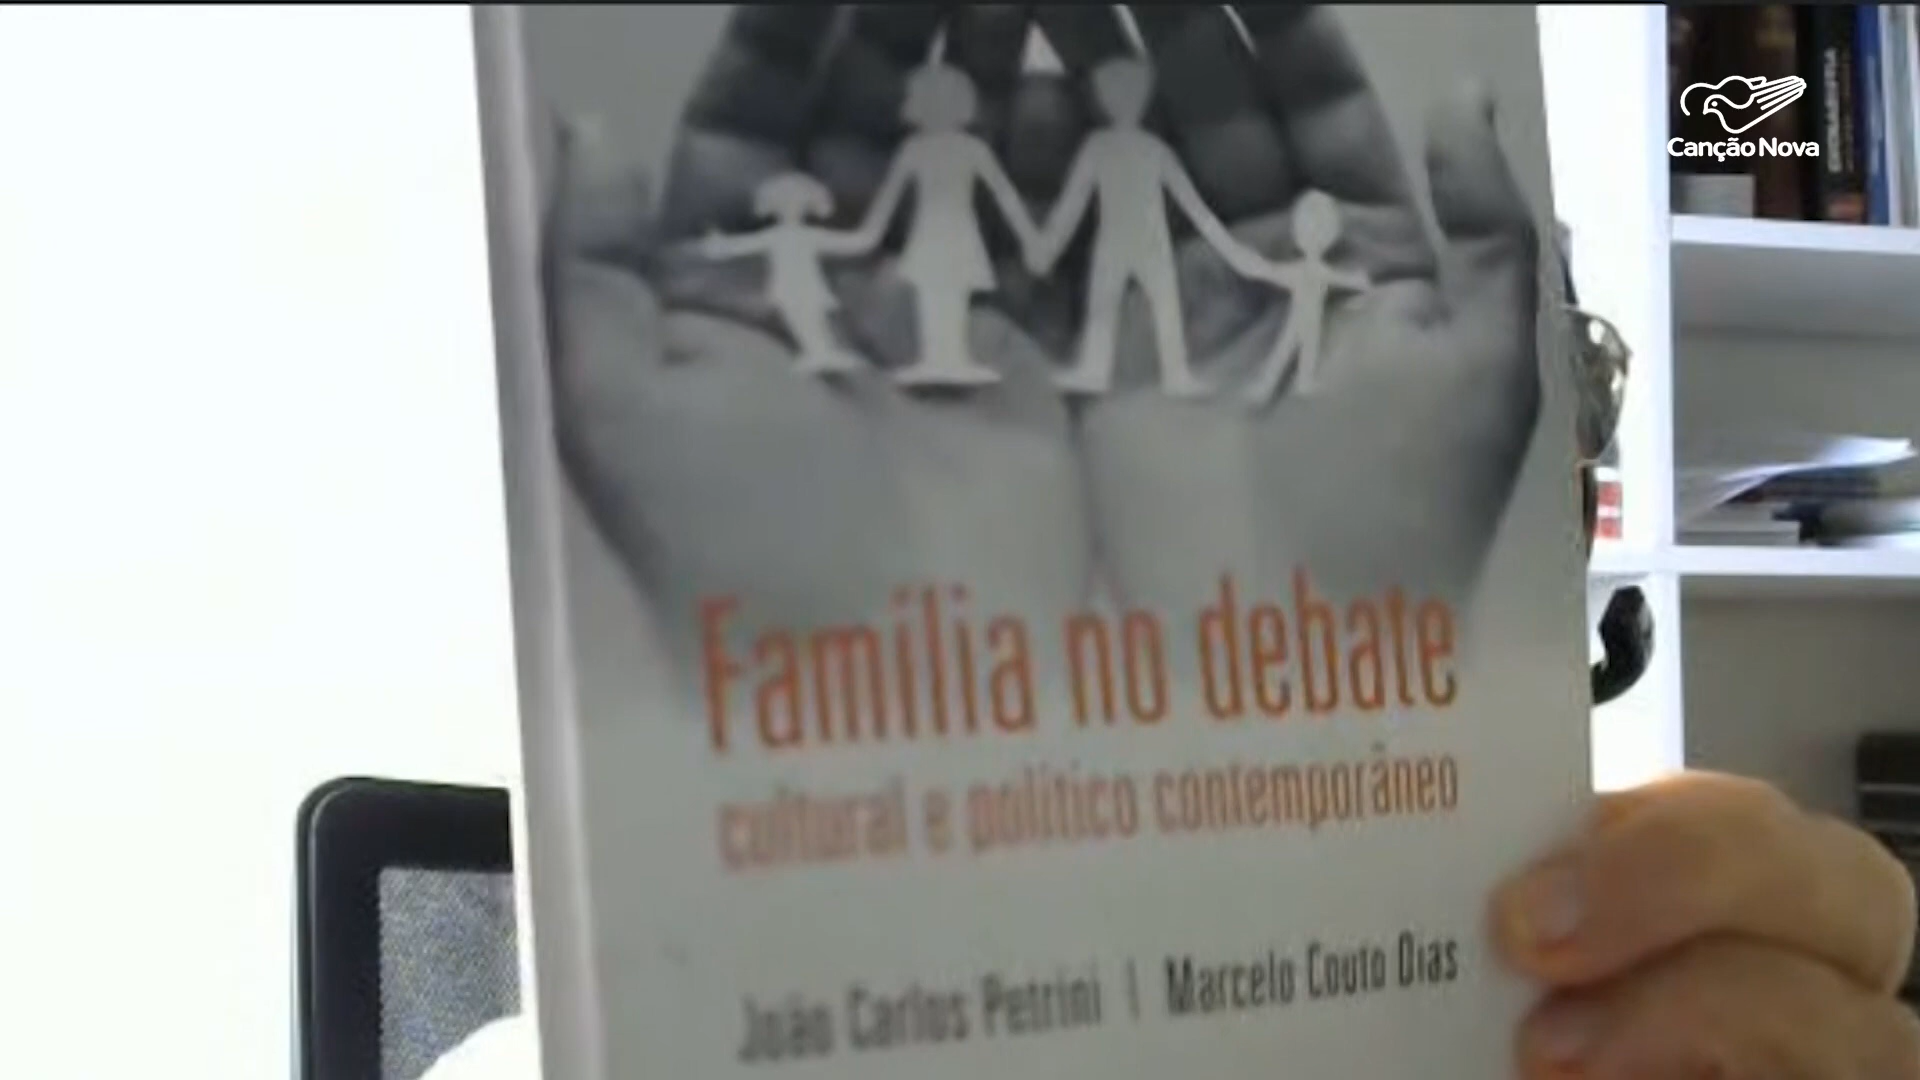 Canção Nova
Família no debate
cultural e político contemporâneo
João Carlos Petrini | Marcelo Couto Dias